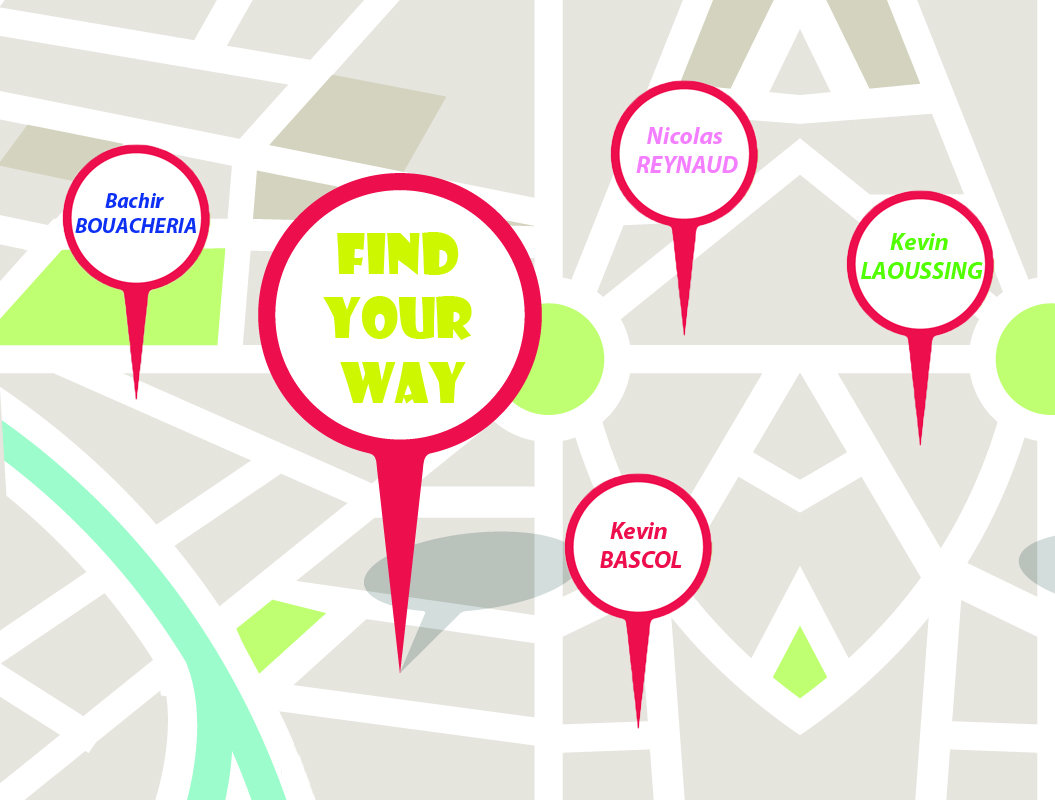 Nicolas
REYNAUD
Bachir
BOUACHERIA
FIND
YOUR
WAY
Kevin
LAOUSSING
Kevin
BASCOL